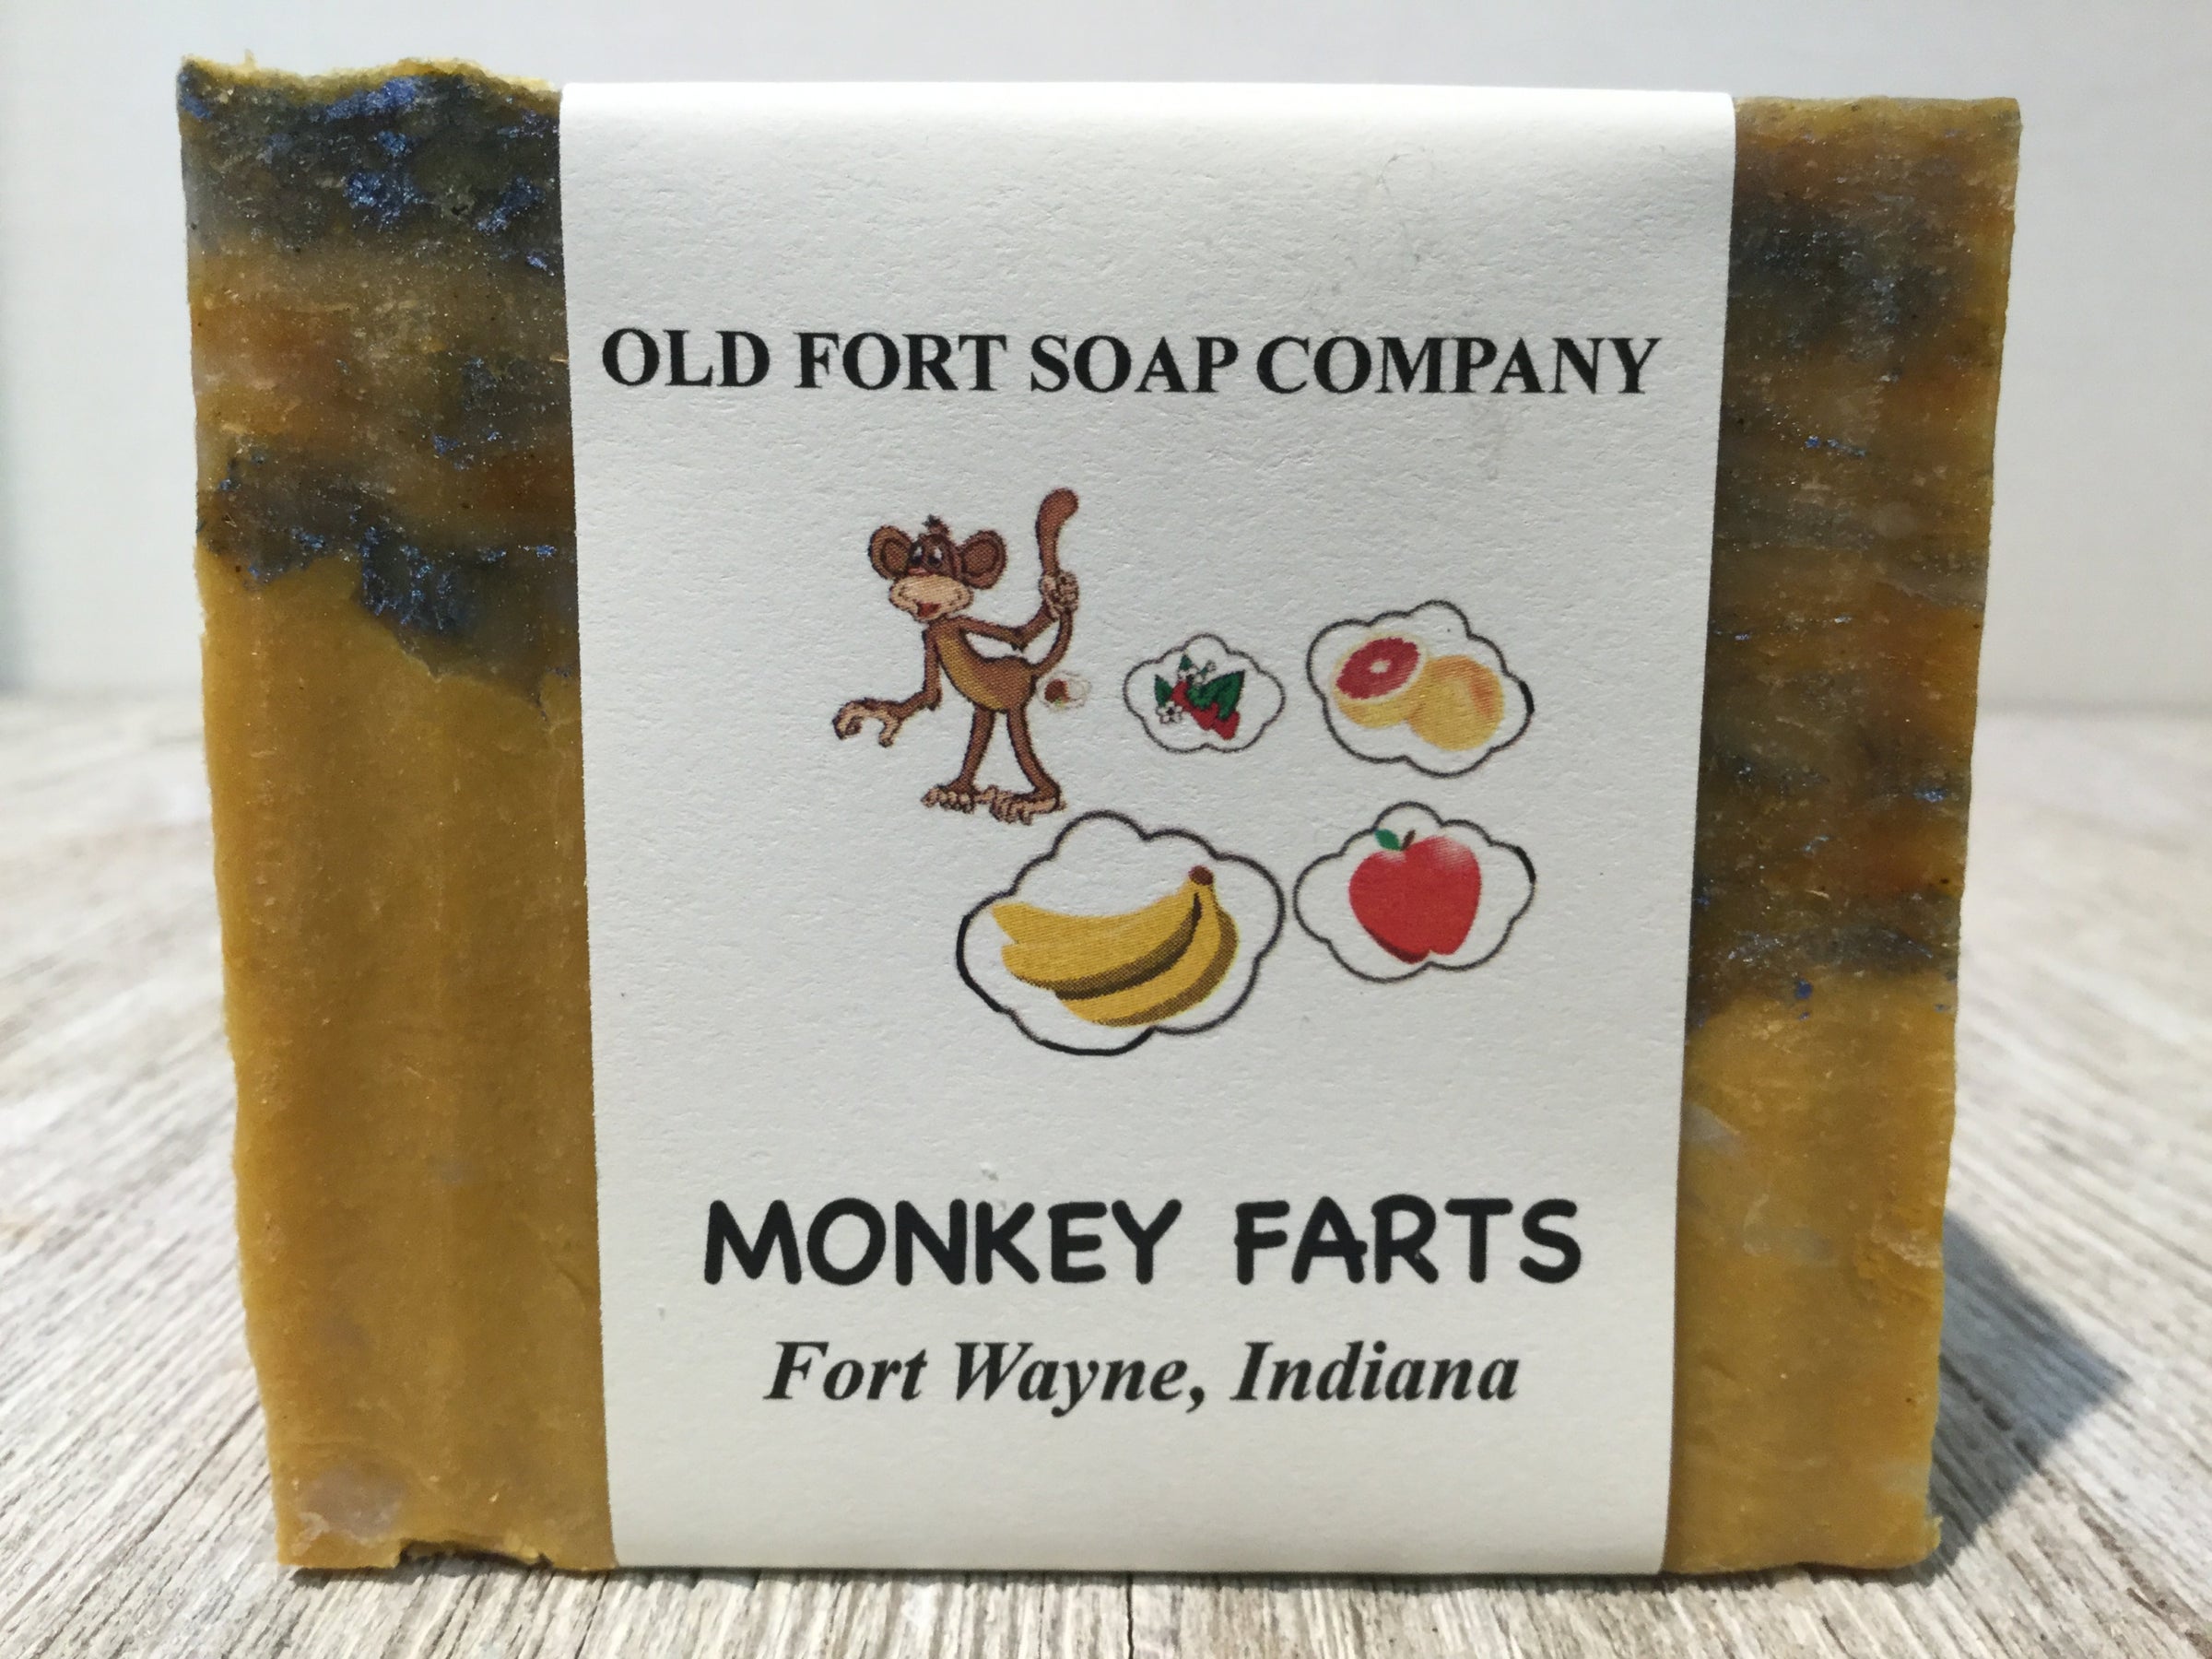 OLD FORT SOAP COMPANY
MONKEY FARTS
Fort Wayne, Indiana